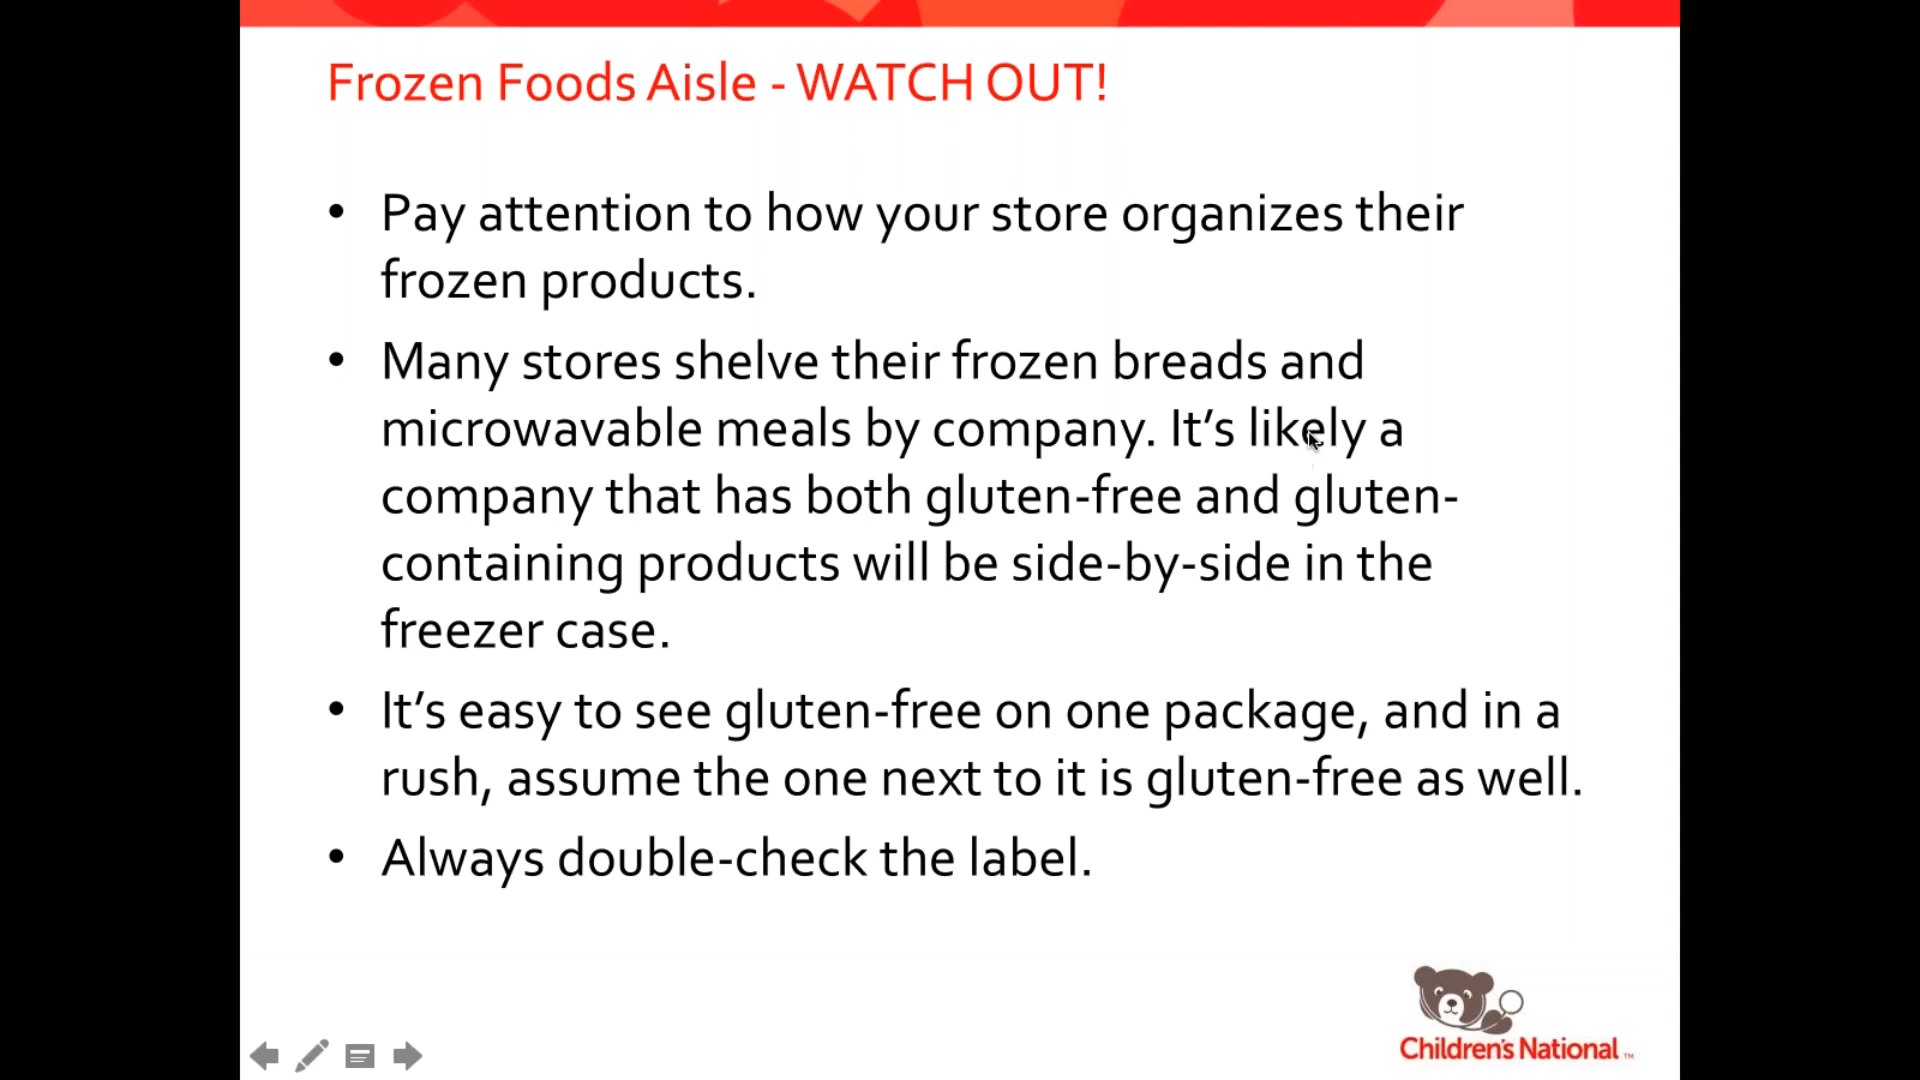 Frozen Foods Aisle - WATCH OUT!
• Pay attention to how your store organizes their
frozen products.
• Many stores shelve their frozen breads and
microwavable meals by company. It’s likely a
company that has both gluten-free and gluten-
containing products will be side-by-side in the
freezer case.
• It’s easy to see gluten-free on one package, and in a
rush, assume the one next to it is gluten-free as well.
• Always double-check the label.
Children's National ™